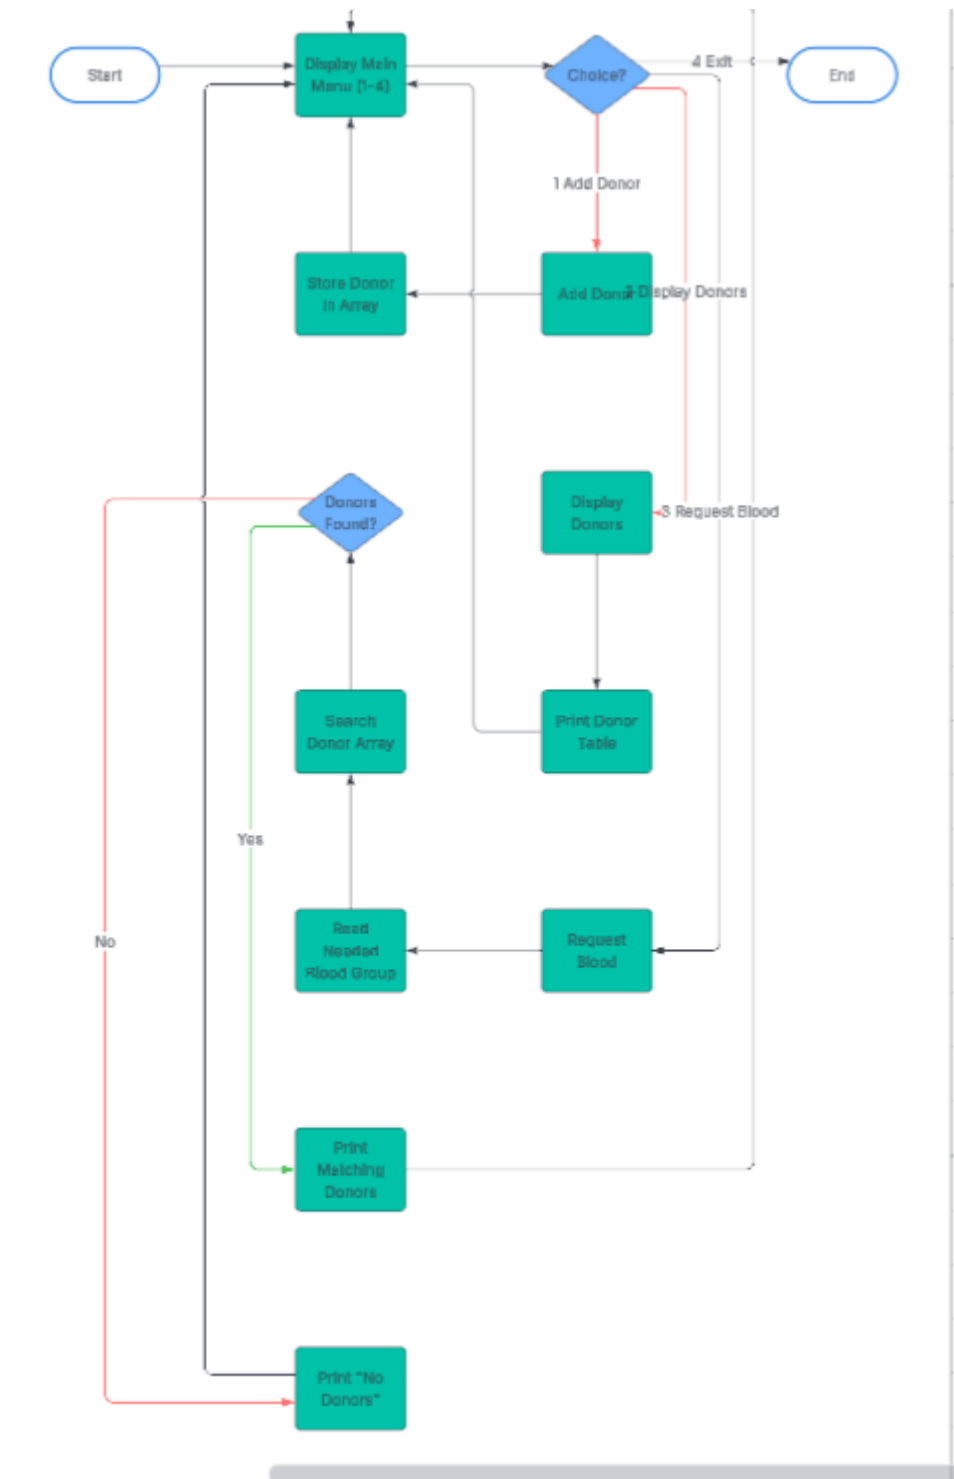 Start
Display Main
Menu (1-4)
Choice?
4 Exit
End
1 Add Donor
Store Donor
in Array
Add Donor
2 Display Donors
Donors
Found?
Display
Donors
3 Request Blood
Search
Donor Array
Print Donor
Table
Yes
No
Read
Needed
Blood Group
Request
Blood
Print
Matching
Donors
Print "No
Donors"